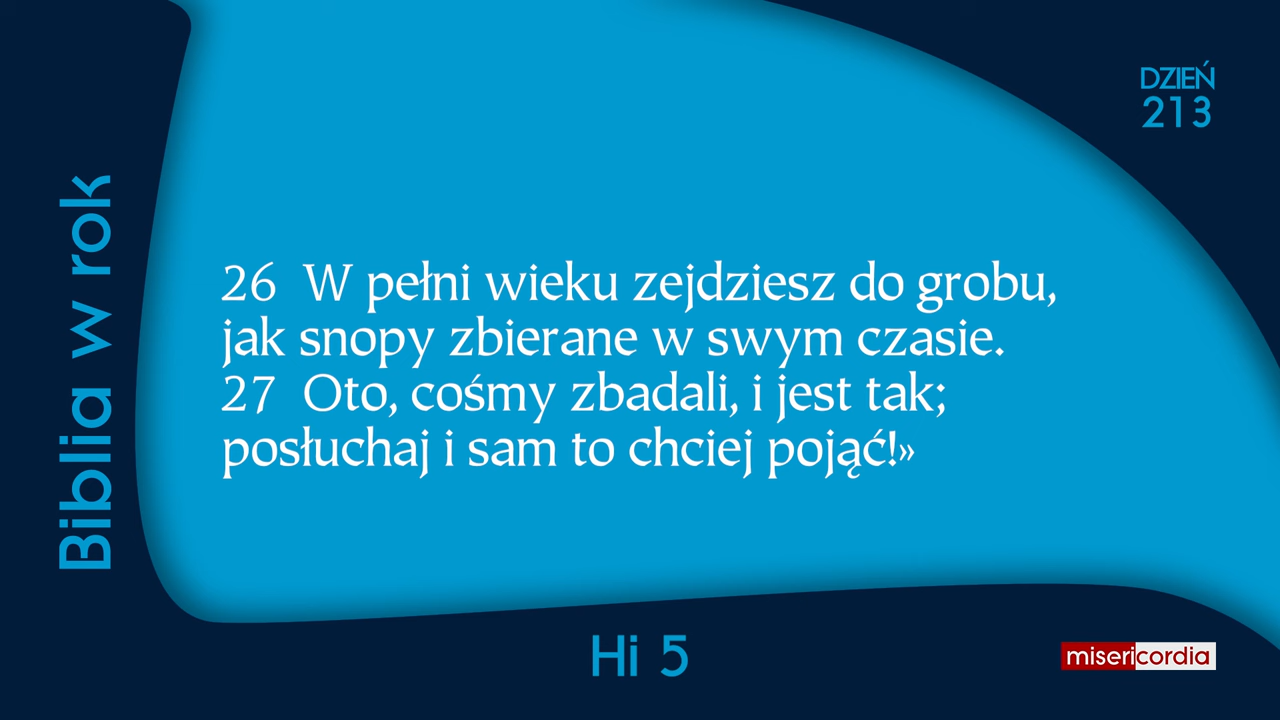 DZIEŃ
213
Biblia w rok
26 W pełni wieku zejdziesz do grobu,
jak snopy zbierane w swym czasie.
27 Oto, cośmy zbadali, i jest tak;
posłuchaj i sam to chciej pojąć!»
Hi 5
misericordia